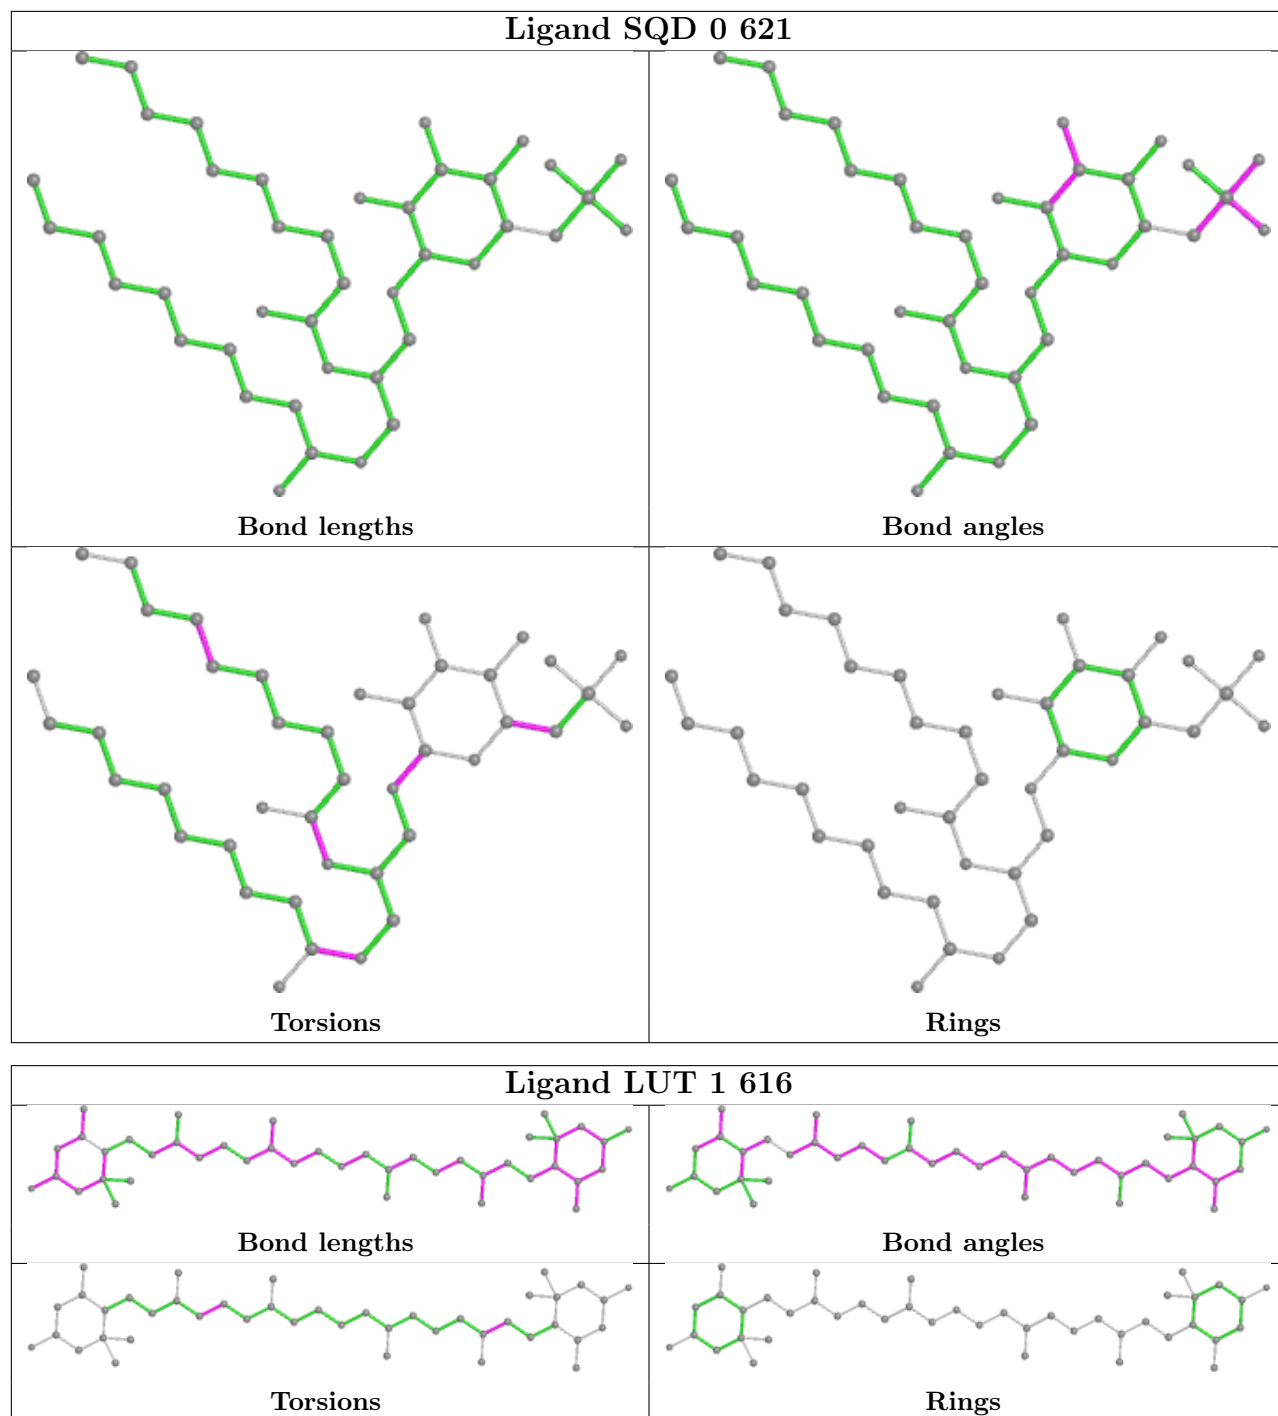 Ligand SQD 0 621
Bond lengths
Bond angles
Torsions
Rings
Ligand LUT 1 616
Bond lengths
Bond angles
Torsions
Rings